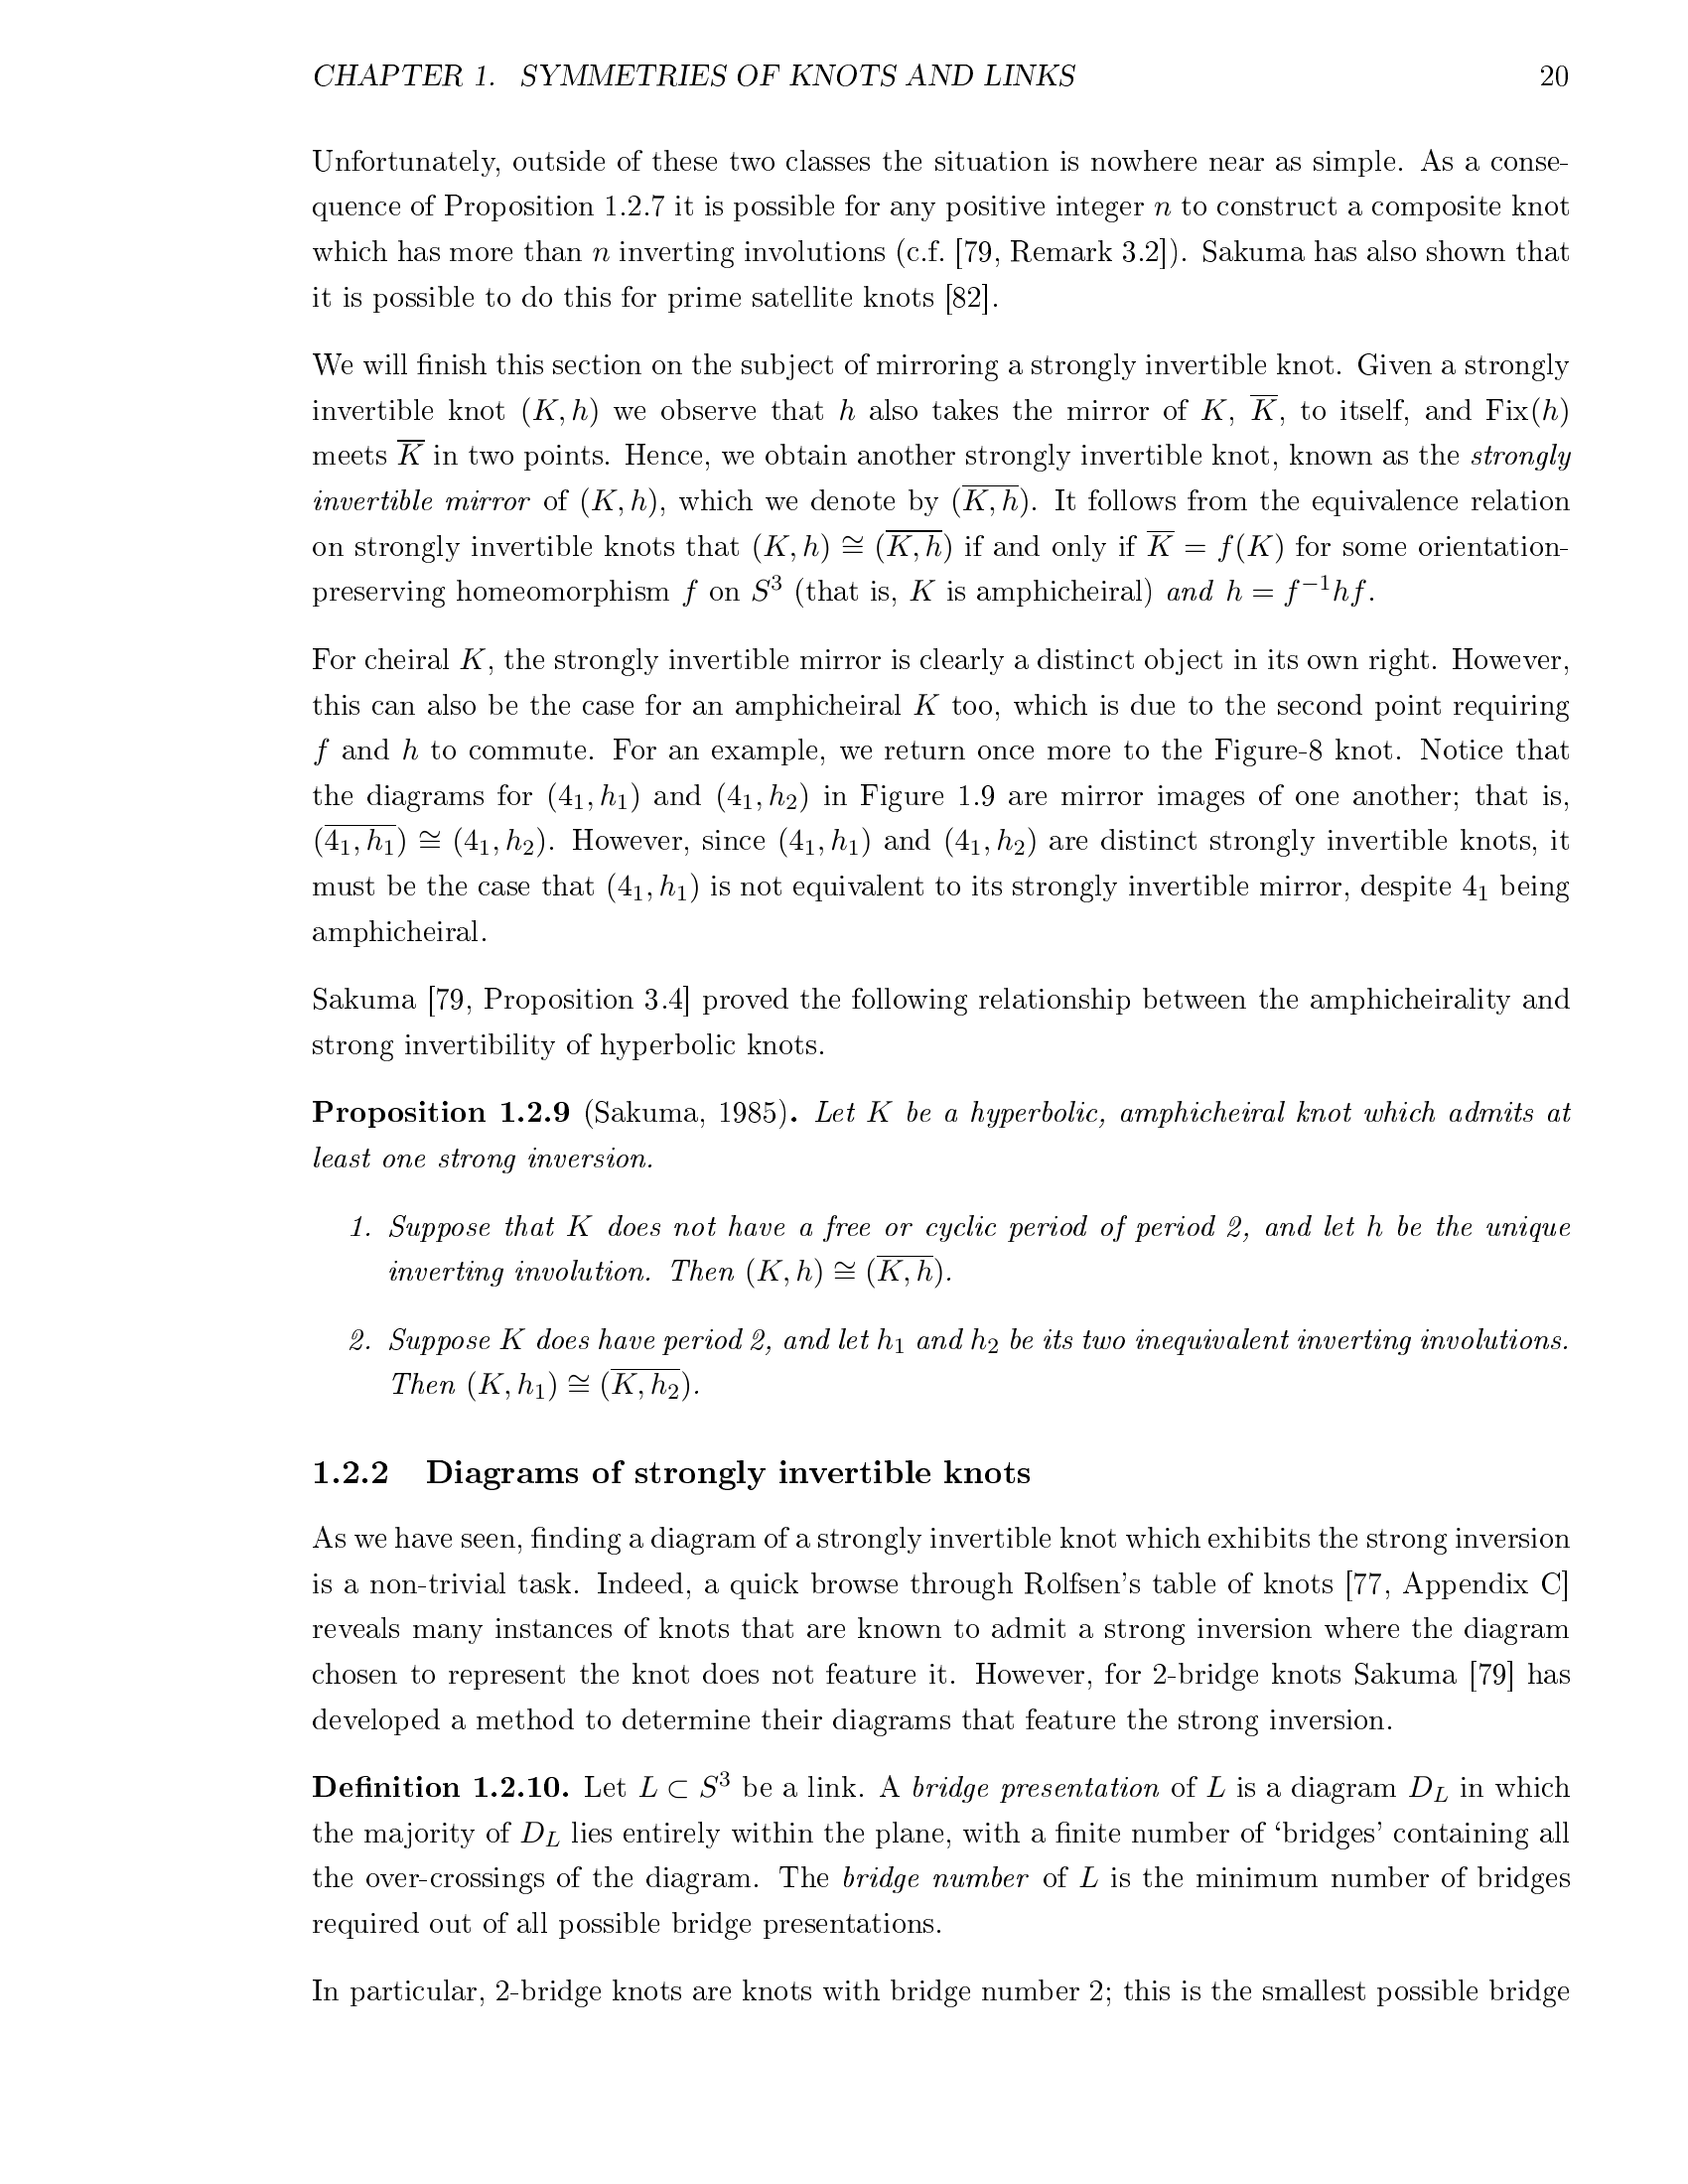 CHAPTER 1. SYMMETRIES OF KNOTS AND LINKS 20
Unfortunately, outside of these two classes the situation is nowhere near as simple. As a conse-
quence of Proposition 1.2.7 it is possible for any positive integer n to construct a composite knot
which has more than n inverting involutions (c.f. [79, Remark 3.2]). Sakuma has also shown that
it is possible to do this for prime satellite knots [82].
We will finish this section on the subject of mirroring a strongly invertible knot. Given a strongly
invertible knot (K, h) we observe that h also takes the mirror of K, K̅, to itself, and Fix(h)
meets K̅ in two points. Hence, we obtain another strongly invertible knot, known as the strongly
invertible mirror of (K, h), which we denote by (\overline{K, h}). It follows from the equivalence relation
on strongly invertible knots that (K, h) ≅ (\overline{K, h}) if and only if K̅ = f(K) for some orientation-
preserving homeomorphism f on S³ (that is, K is amphicheiral) and h = f⁻¹hf.
For cheiral K, the strongly invertible mirror is clearly a distinct object in its own right. However,
this can also be the case for an amphicheiral K too, which is due to the second point requiring
f and h to commute. For an example, we return once more to the Figure-8 knot. Notice that
the diagrams for (4₁, h₁) and (4₁, h₂) in Figure 1.9 are mirror images of one another; that is,
(\overline{4₁, h₁}) ≅ (4₁, h₂). However, since (4₁, h₁) and (4₁, h₂) are distinct strongly invertible knots, it
must be the case that (4₁, h₁) is not equivalent to its strongly invertible mirror, despite 4₁ being
amphicheiral.
Sakuma [79, Proposition 3.4] proved the following relationship between the amphicheirality and
strong invertibility of hyperbolic knots.
Proposition 1.2.9 (Sakuma, 1985). Let K be a hyperbolic, amphicheiral knot which admits at
least one strong inversion.
1. Suppose that K does not have a free or cyclic period of period 2, and let h be the unique
inverting involution. Then (K, h) ≅ (\overline{K, h}).
2. Suppose K does have period 2, and let h₁ and h₂ be its two inequivalent inverting involutions.
Then (K, h₁) ≅ (\overline{K, h₂}).
1.2.2 Diagrams of strongly invertible knots
As we have seen, finding a diagram of a strongly invertible knot which exhibits the strong inversion
is a non-trivial task. Indeed, a quick browse through Rolfsen's table of knots [77, Appendix C]
reveals many instances of knots that are known to admit a strong inversion where the diagram
chosen to represent the knot does not feature it. However, for 2-bridge knots Sakuma [79] has
developed a method to determine their diagrams that feature the strong inversion.
Definition 1.2.10. Let L ⊂ S³ be a link. A bridge presentation of L is a diagram D_L in which
the majority of D_L lies entirely within the plane, with a finite number of ‘bridges’ containing all
the over-crossings of the diagram. The bridge number of L is the minimum number of bridges
required out of all possible bridge presentations.
In particular, 2-bridge knots are knots with bridge number 2; this is the smallest possible bridge